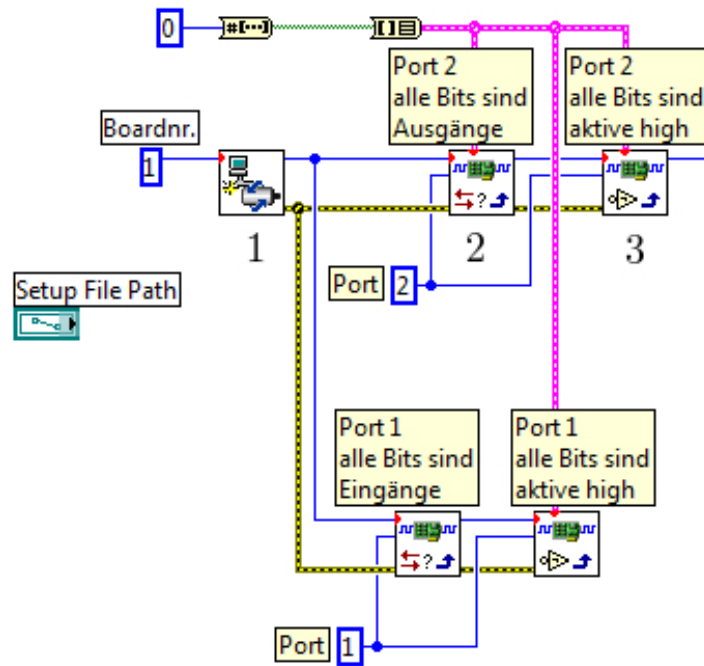 0
#[...]
[ ]
Port 2
alle Bits sind
Ausgänge
Port 2
alle Bits sind
aktive high
Boardnr.
1
?
1
2
3
Port
2
Setup File Path
Port 1
alle Bits sind
Eingänge
Port 1
alle Bits sind
aktive high
?
Port
1